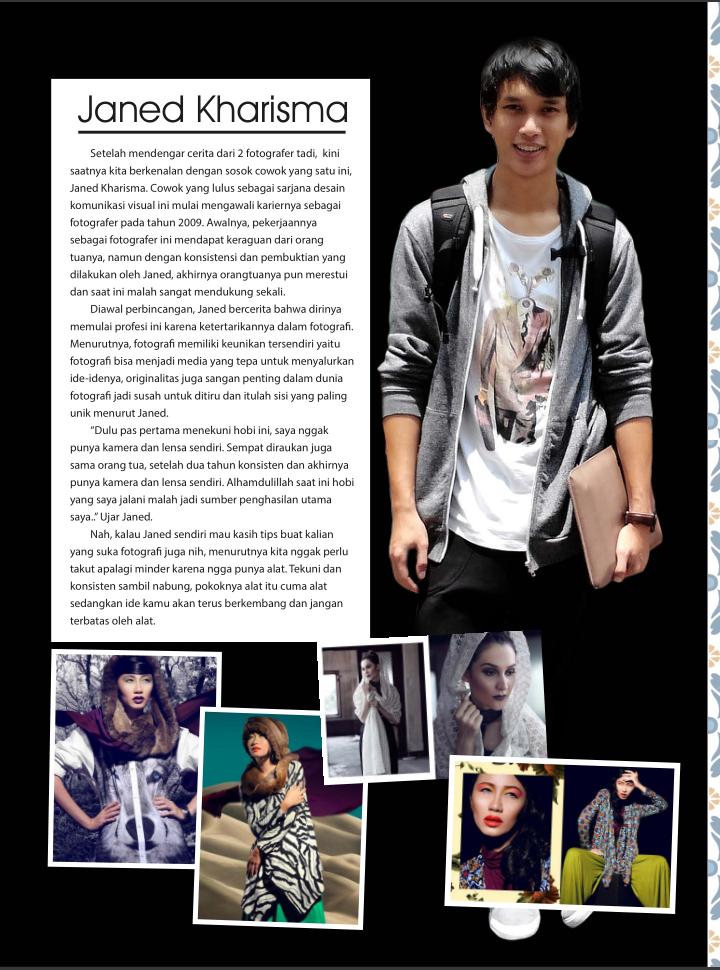 Janed Kharisma
Setelah mendengar cerita dari 2 fotografer tadi, kini
saatnya kita berkenalan dengan sosok cowok yang satu ini,
Janed Kharisma. Cowok yang lulus sebagai sarjana desain
komunikasi visual ini mulai mengawali kariernya sebagai
fotografer pada tahun 2009. Awalnya, pekerjaannya
sebagai fotografer ini mendapat keraguan dari orang
tuanya, namun dengan konsistensi dan pembuktian yang
dilakukan oleh Janed, akhirnya orangtuanya pun merestui
dan saat ini malah sangat mendukung sekali.
Diawal perbincangan, Janed bercerita bahwa dirinya
memulai profesi ini karena ketertarikannya dalam fotografi.
Menurutnya, fotografi memiliki keunikan tersendiri yaitu
fotografi bisa menjadi media yang tepa untuk menyalurkan
ide-idenya, originalitas juga sangan penting dalam dunia
fotografi jadi susah untuk ditiru dan itulah sisi yang paling
unik menurut Janed.
“Dulu pas pertama menekuni hobi ini, saya nggak
punya kamera dan lensa sendiri. Sempat diraukan juga
sama orang tua, setelah dua tahun konsisten dan akhirnya
punya kamera dan lensa sendiri. Alhamdulillah saat ini hobi
yang saya jalani malah jadi sumber penghasilan utama
saya..” Ujar Janed.
Nah, kalau Janed sendiri mau kasih tips buat kalian
yang suka fotografi juga nih, menurutnya kita nggak perlu
takut apalagi minder karena ngga punya alat. Tekuni dan
konsisten sambil nabung, pokoknya alat itu cuma alat
sedangkan ide kamu akan terus berkembang dan jangan
terbatas oleh alat.